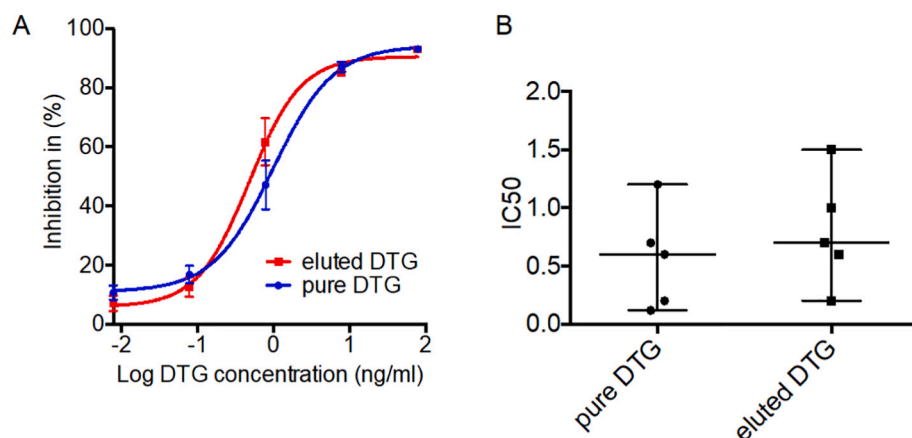 A
100
80
60
40
20
0
Inhibition in (%)
eluted DTG
pure DTG
-2
-1
0
1
2
Log DTG concentration (ng/ml)
B
2.0
1.5
1.0
0.5
0.0
IC50
pure DTG
eluted DTG